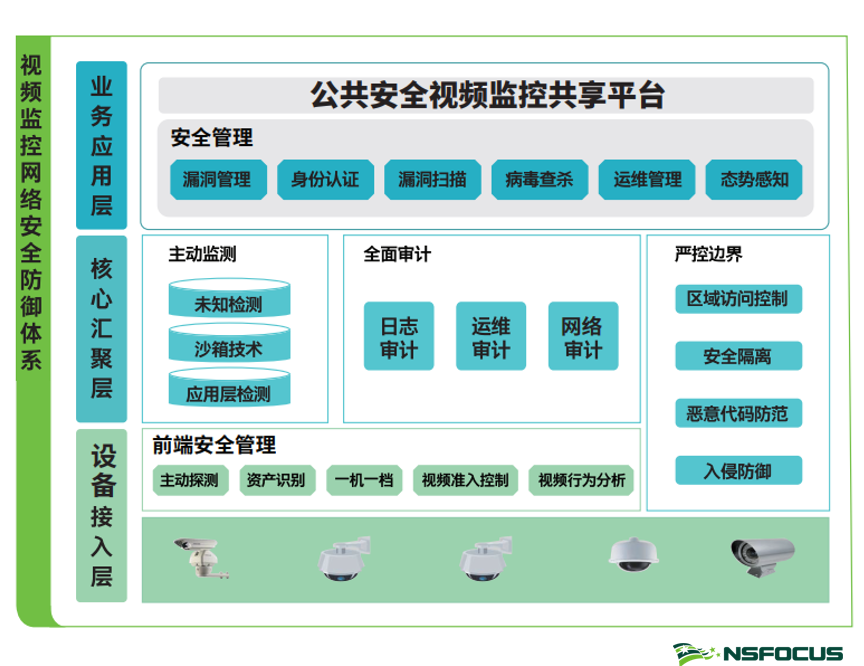 视频监控网络安全防御体系
业务应用层
公共安全视频监控共享平台
安全管理
漏洞管理
身份认证
漏洞扫描
病毒查杀
运维管理
态势感知
核心汇聚层
主动监测
未知检测
沙箱技术
应用层检测
全面审计
日志
审计
运维
审计
网络
审计
严控边界
区域访问控制
安全隔离
恶意代码防范
入侵防御
设备接入层
前端安全管理
主动探测
资产识别
一机一档
视频准入控制
视频行为分析
NSFOCUS